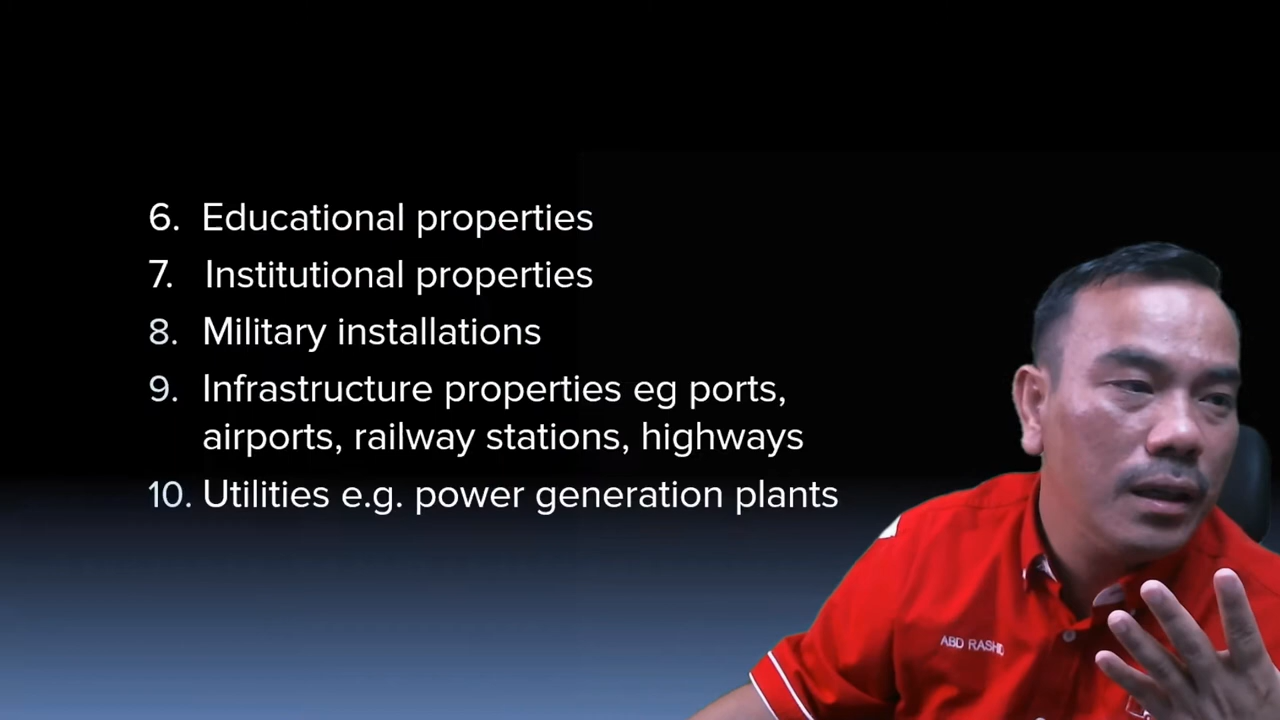 6. Educational properties
7. Institutional properties
8. Military installations
9. Infrastructure properties eg ports,
airports, railway stations, highways
10. Utilities e.g. power generation plants
ABD RASHID